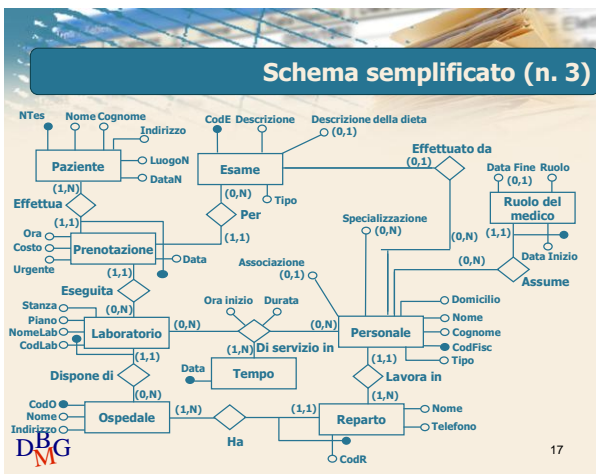 Schema semplificato (n. 3)
NTes Nome Cognome
Indirizzo
CodE Descrizione Descrizione della dieta
(0,1)
Paziente
LuogoN
DataN
Esame
Tipo
Effettuato da
(0,1)
Data Fine Ruolo
(0,1)
Ruolo del
medico
(1,N)
Effettua
(1,1)
(0,N)
Per
(1,1)
Specializzazione
(0,N)
(0,N)
(1,1)
Data Inizio
Assume
(0,N)
Ora
Costo
Urgente
Prenotazione
Data
(1,1)
Eseguita
(0,N)
Associazione
(0,1)
Stanza
Piano
NomeLab
CodLab
Laboratorio
(0,N)
Ora inizio Durata
(0,N)
Di servizio in
(1,N)
Personale
Domicilio
Nome
Cognome
CodFisc
Tipo
(1,1)
Dispone di
(0,N)
Data
Tempo
(1,1)
Lavora in
(1,N)
CodO
Nome
Indirizzo
Ospedale
(1,N)
Ha
(1,1)
Reparto
Nome
Telefono
CodR
DBMG
17